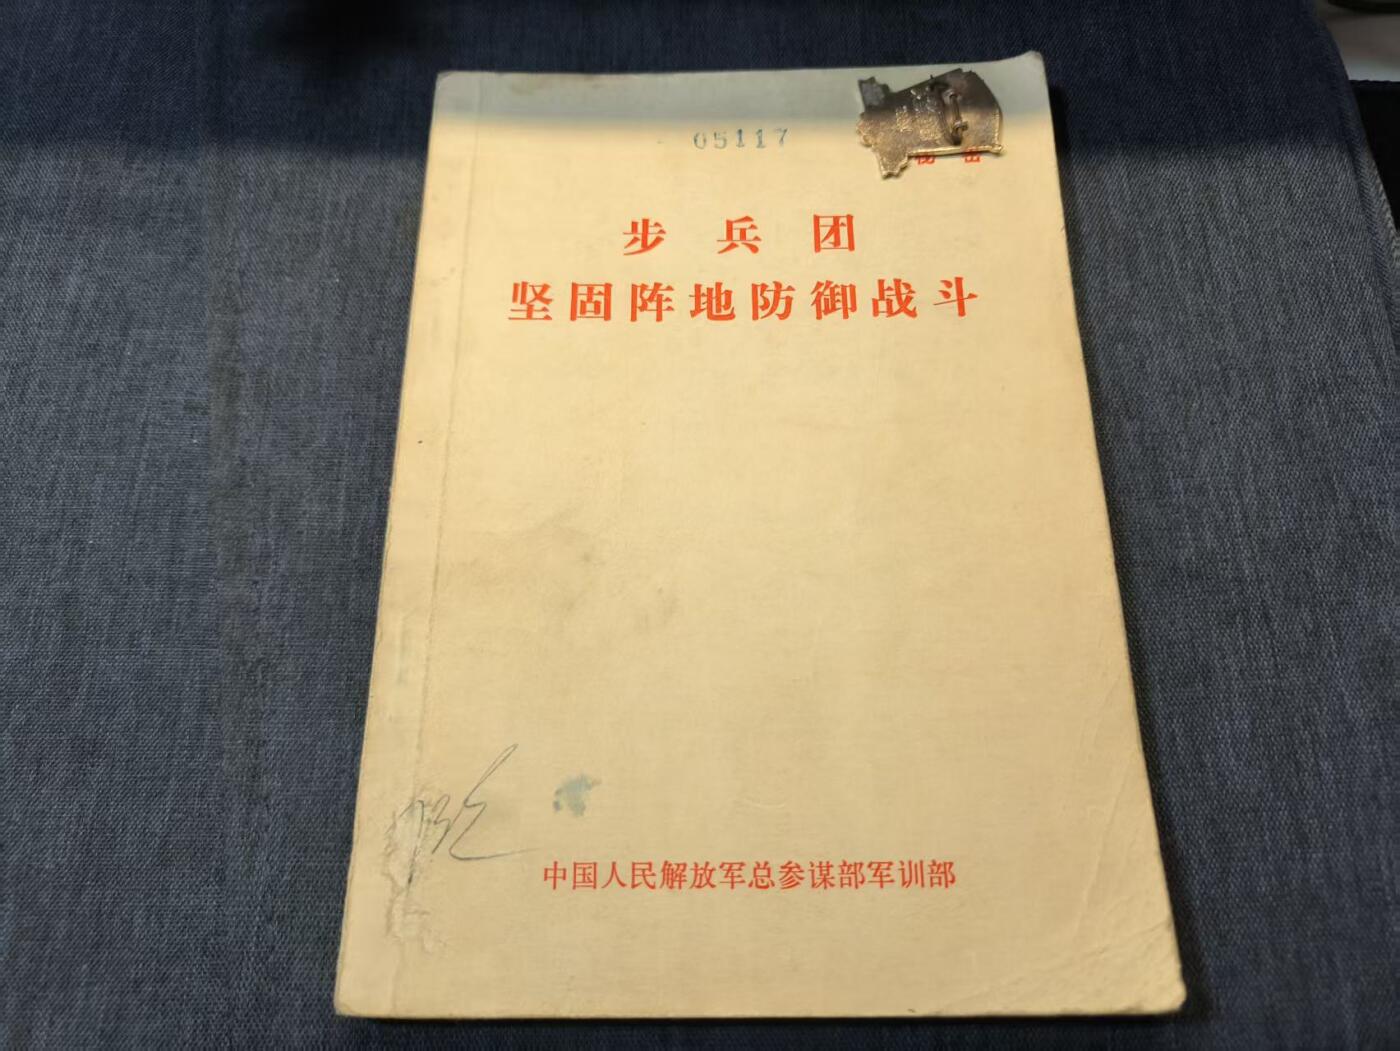 05117
步兵团
坚固阵地防御战斗
中国人民解放军总参谋部军训部